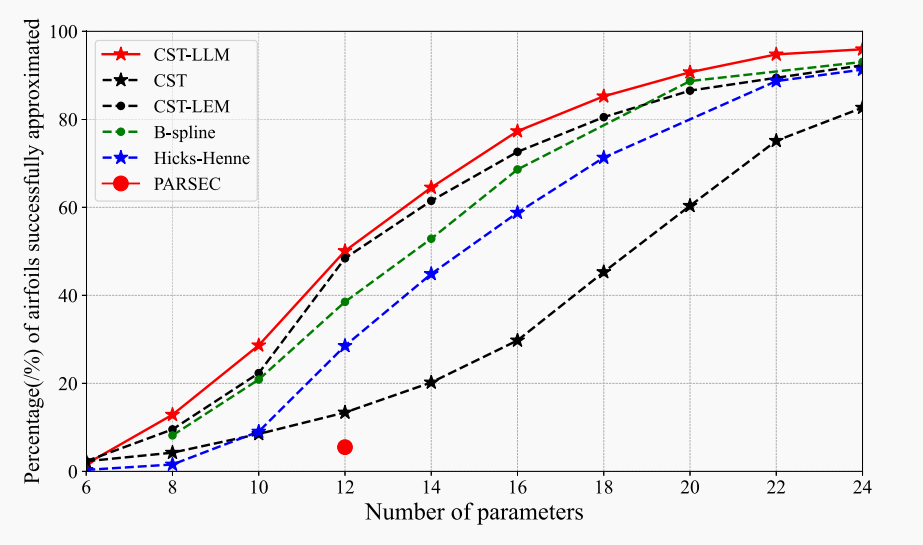 Percentage(/%) of airfoils successfully approximated
100
80
60
40
20
0
CST-LLM
CST
CST-LEM
B-spline
Hicks-Henne
PARSEC
6 8 10 12 14 16 18 20 22 24
Number of parameters